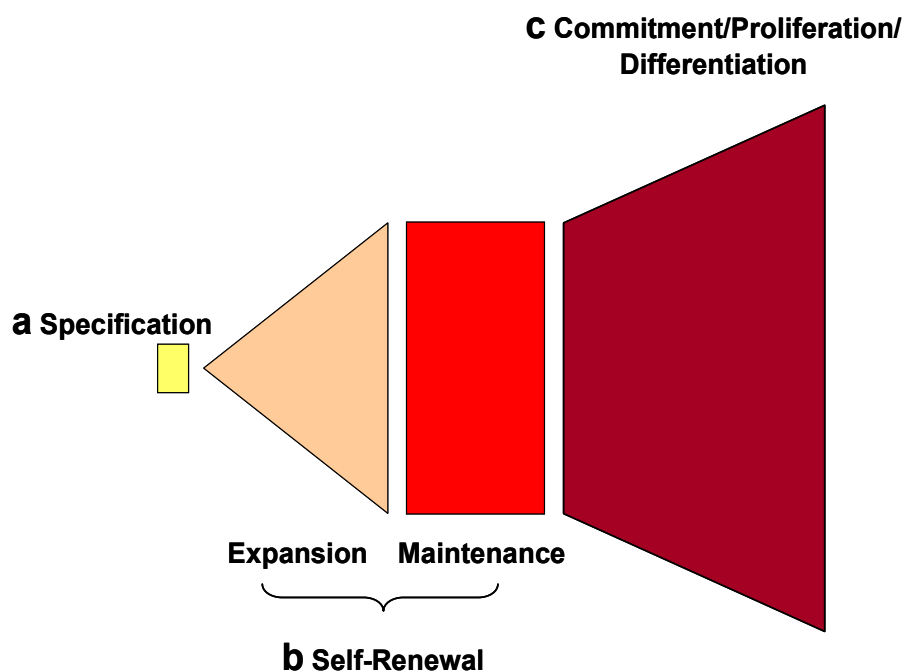 c Commitment/Proliferation/
Differentiation
a Specification
Expansion
Maintenance
b Self-Renewal